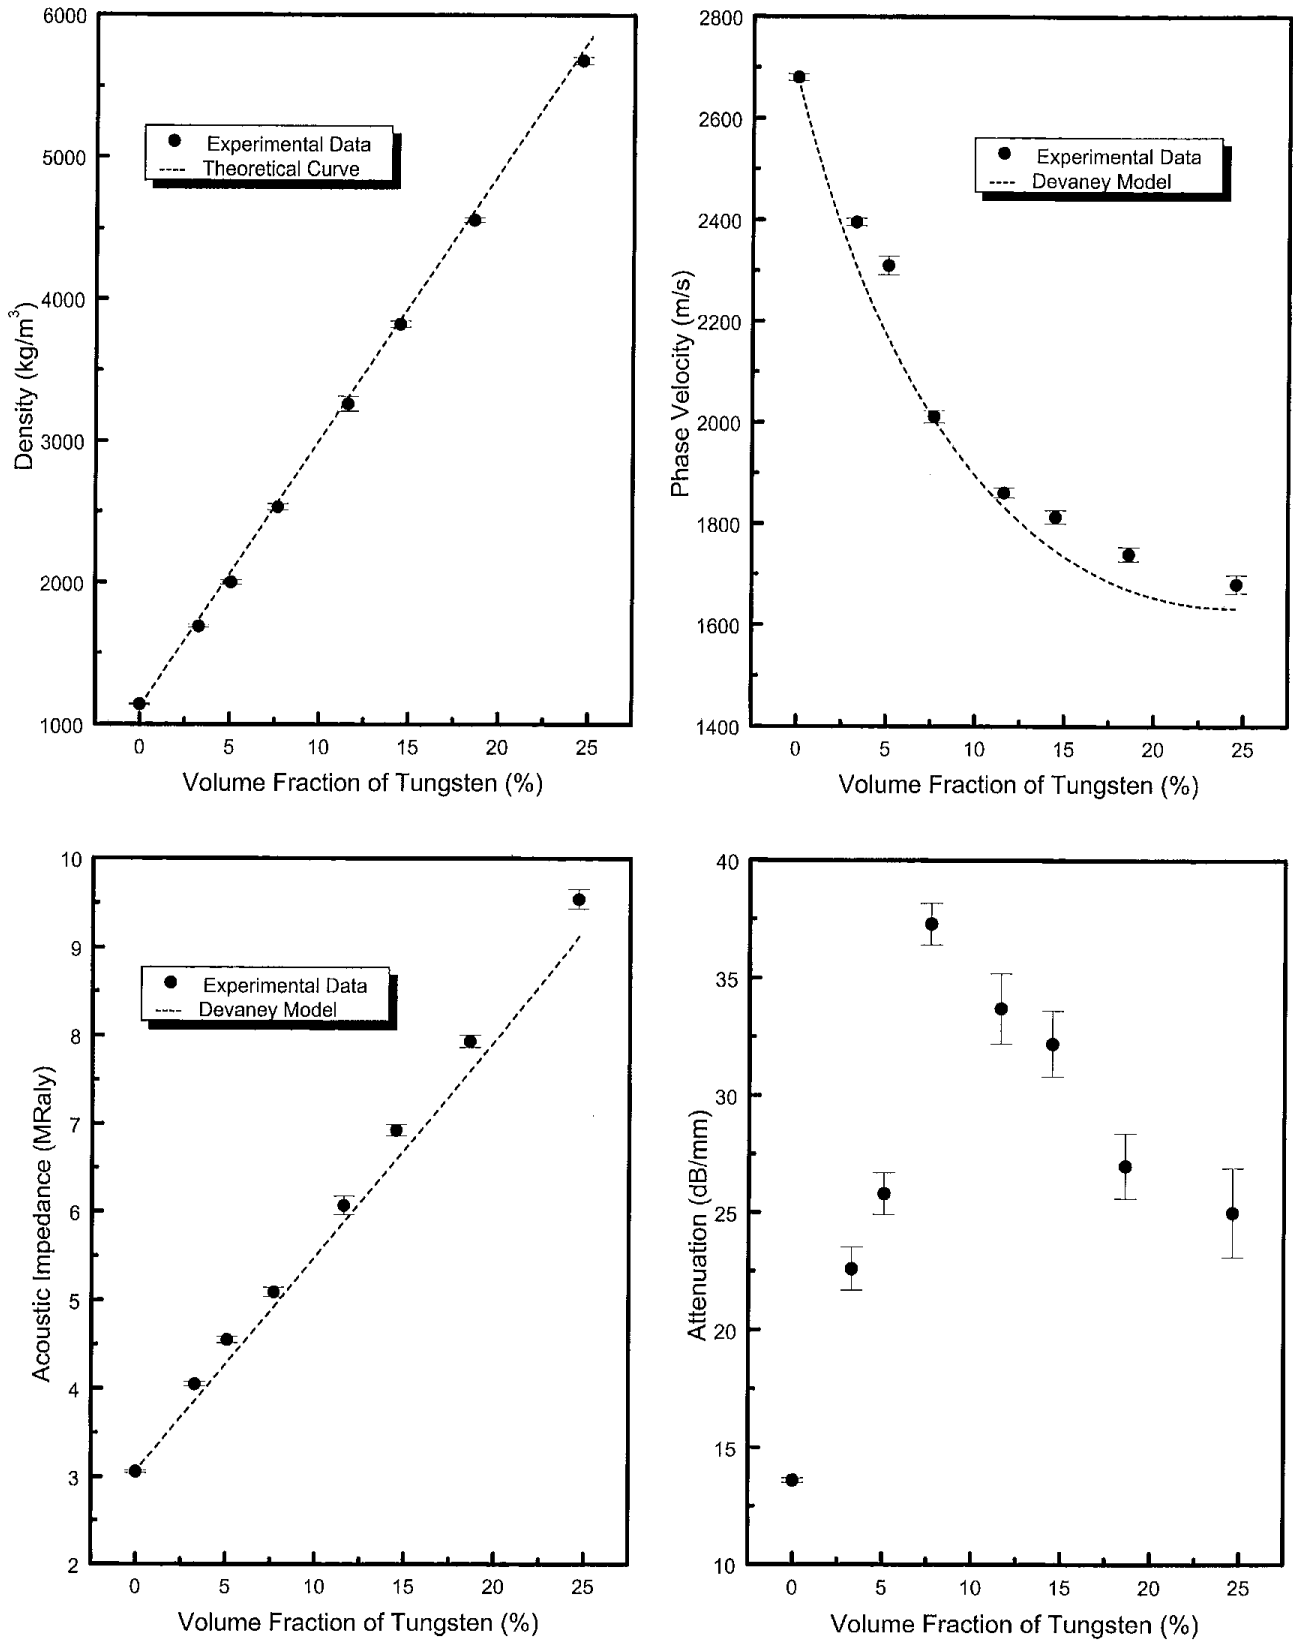 6000
5000
4000
3000
2000
1000
Density (kg/m3)
Experimental Data
Theoretical Curve
0 5 10 15 20 25
Volume Fraction of Tungsten (%)
2800
2600
2400
2200
2000
1800
1600
1400
Phase Velocity (m/s)
Experimental Data
Devaney Model
0 5 10 15 20 25
Volume Fraction of Tungsten (%)
10
9
8
7
6
5
4
3
2
Acoustic Impedance (MRaly)
Experimental Data
Devaney Model
0 5 10 15 20 25
Volume Fraction of Tungsten (%)
40
35
30
25
20
15
10
Attenuation (dB/mm)
0 5 10 15 20 25
Volume Fraction of Tungsten (%)